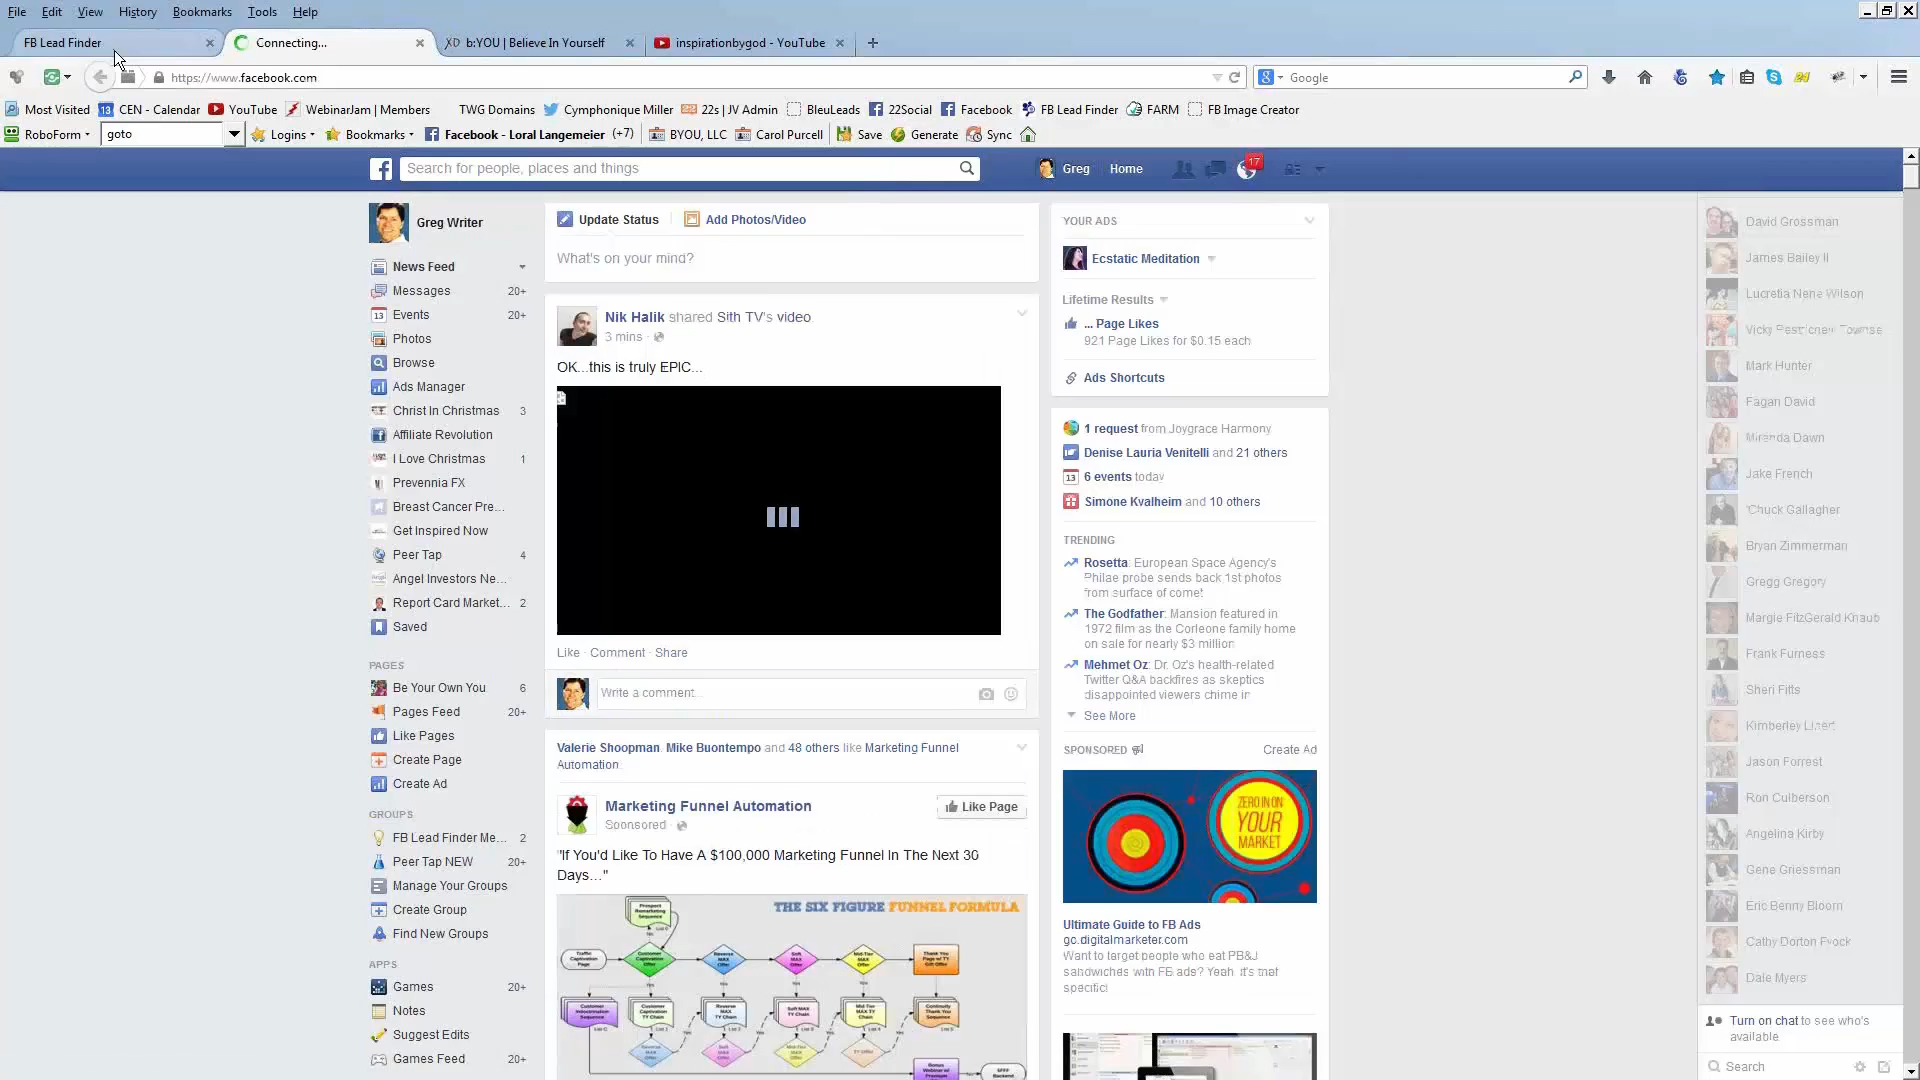 File Edit View History Tools Help
FB Lead Finder
Connecting...
b:YOU | Believe In Yourself
inspirationbygod - YouTube
https://www.facebook.com
Google
Most Visited CEN - Calendar YouTube WebinarJam | Members TWG Domains Cymphonique Miller 22s | JV Admin BleuLeads 22Social Facebook FB Lead Finder FARM FB Image Creator
RoboForm goto Logins Bookmarks Facebook - Loral Langemeier (+7) BYOU, LLC Carol Purcell Save Generate Sync
Search for people, places and things
Greg Home 17
Greg Writer
News Feed
Messages 20+
13 Events 20+
Photos
Browse
Ads Manager
Christ In Christmas 3
Affiliate Revolution
I Love Christmas 1
Prevennia FX
Breast Cancer Pre...
Get Inspired Now
Peer Tap 4
Angel Investors Ne...
Report Card Market... 2
Saved
PAGES
Be Your Own You 6
Pages Feed 20+
Like Pages
Create Page
Create Ad
GROUPS
FB Lead Finder Me... 2
Peer Tap NEW 20+
Manage Your Groups
Create Group
Find New Groups
APPS
Games 20+
Notes
Suggest Edits
Games Feed 20+
Update Status Add Photos/Video
What's on your mind?
Nik Halik shared Sith TV's video.
3 mins ·
OK...this is truly EPIC...
Like · Comment · Share
Write a comment...
Valerie Shoopman, Mike Buontempo and 48 others like Marketing Funnel
Automation.
Marketing Funnel Automation
Sponsored ·
Like Page
"If You'd Like To Have A $100,000 Marketing Funnel In The Next 30
Days..."
THE SIX FIGURE FUNNEL FORMULA
YOUR ADS
Ecstatic Meditation
Lifetime Results
... Page Likes
921 Page Likes for $0.15 each
Ads Shortcuts
1 request from Joygrace Harmony
Denise Lauria Venitelli and 21 others
13 6 events today
Simone Kvalheim and 10 others
TRENDING
Rosetta: European Space Agency's
Philae probe sends back 1st photos
from surface of comet
The Godfather: Mansion featured in
1972 film as the Corleone family home
on sale for nearly $3 million
Mehmet Oz: Dr. Oz's health-related
Twitter Q&A backfires as skeptics
disappointed viewers chime in
See More
SPONSORED Create Ad
ZERO IN ON
YOUR
MARKET
Ultimate Guide to FB Ads
go.digitalmarketer.com
Want to target people who eat PB&J
sandwiches with FB ads? Yeah, it's that
specific!
David Grossman
James Bailey II
Lucretia Nene Wilson
Mark Hunter
Fagan David
Miranda Dawn
Jake French
'Chuck Gallagher
Bryan Zimmerman
Gregg Gregory
Margie FitzGerald Knaub
Frank Furness
Sheri Fitts
Kimberley
Jason Forrest
Ron Culberson
Angelina Kirby
Gene Griessman
Eric Benny Bloom
Cathy Dorton Fyock
Dale Myers
Turn on chat to see who's
available.
Search